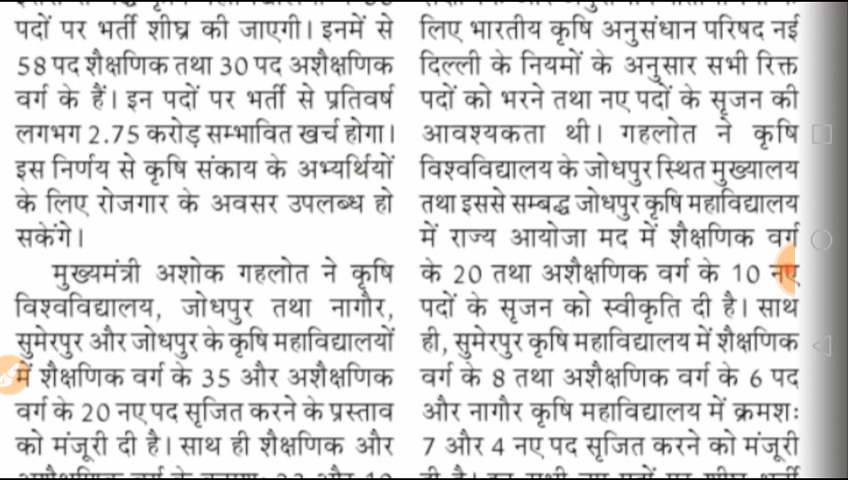 पदों पर भर्ती शीघ्र की जाएगी। इनमें से
58 पद शैक्षणिक तथा 30 पद अशैक्षणिक
वर्ग के हैं। इन पदों पर भर्ती से प्रतिवर्ष
लगभग 2.75 करोड़ सम्भावित खर्च होगा।
इस निर्णय से कृषि संकाय के अभ्यर्थियों
के लिए रोजगार के अवसर उपलब्ध हो
सकेंगे।
मुख्यमंत्री अशोक गहलोत ने कृषि
विश्वविद्यालय, जोधपुर तथा नागौर,
सुमेरपुर और जोधपुर के कृषि महाविद्यालयों
में शैक्षणिक वर्ग के 35 और अशैक्षणिक
वर्ग के 20 नए पद सृजित करने के प्रस्ताव
को मंजूरी दी है। साथ ही शैक्षणिक और
लिए भारतीय कृषि अनुसंधान परिषद नई
दिल्ली के नियमों के अनुसार सभी रिक्त
पदों को भरने तथा नए पदों के सृजन की
आवश्यकता थी। गहलोत ने कृषि
विश्वविद्यालय के जोधपुर स्थित मुख्यालय
तथा इससे सम्बद्ध जोधपुर कृषि महाविद्यालय
में राज्य आयोजा मद में शैक्षणिक वर्ग
के 20 तथा अशैक्षणिक वर्ग के 10 नए
पदों के सृजन को स्वीकृति दी है। साथ
ही, सुमेरपुर कृषि महाविद्यालय में शैक्षणिक
वर्ग के 8 तथा अशैक्षणिक वर्ग के 6 पद
और नागौर कृषि महाविद्यालय में क्रमशः
7 और 4 नए पद सृजित करने को मंजूरी